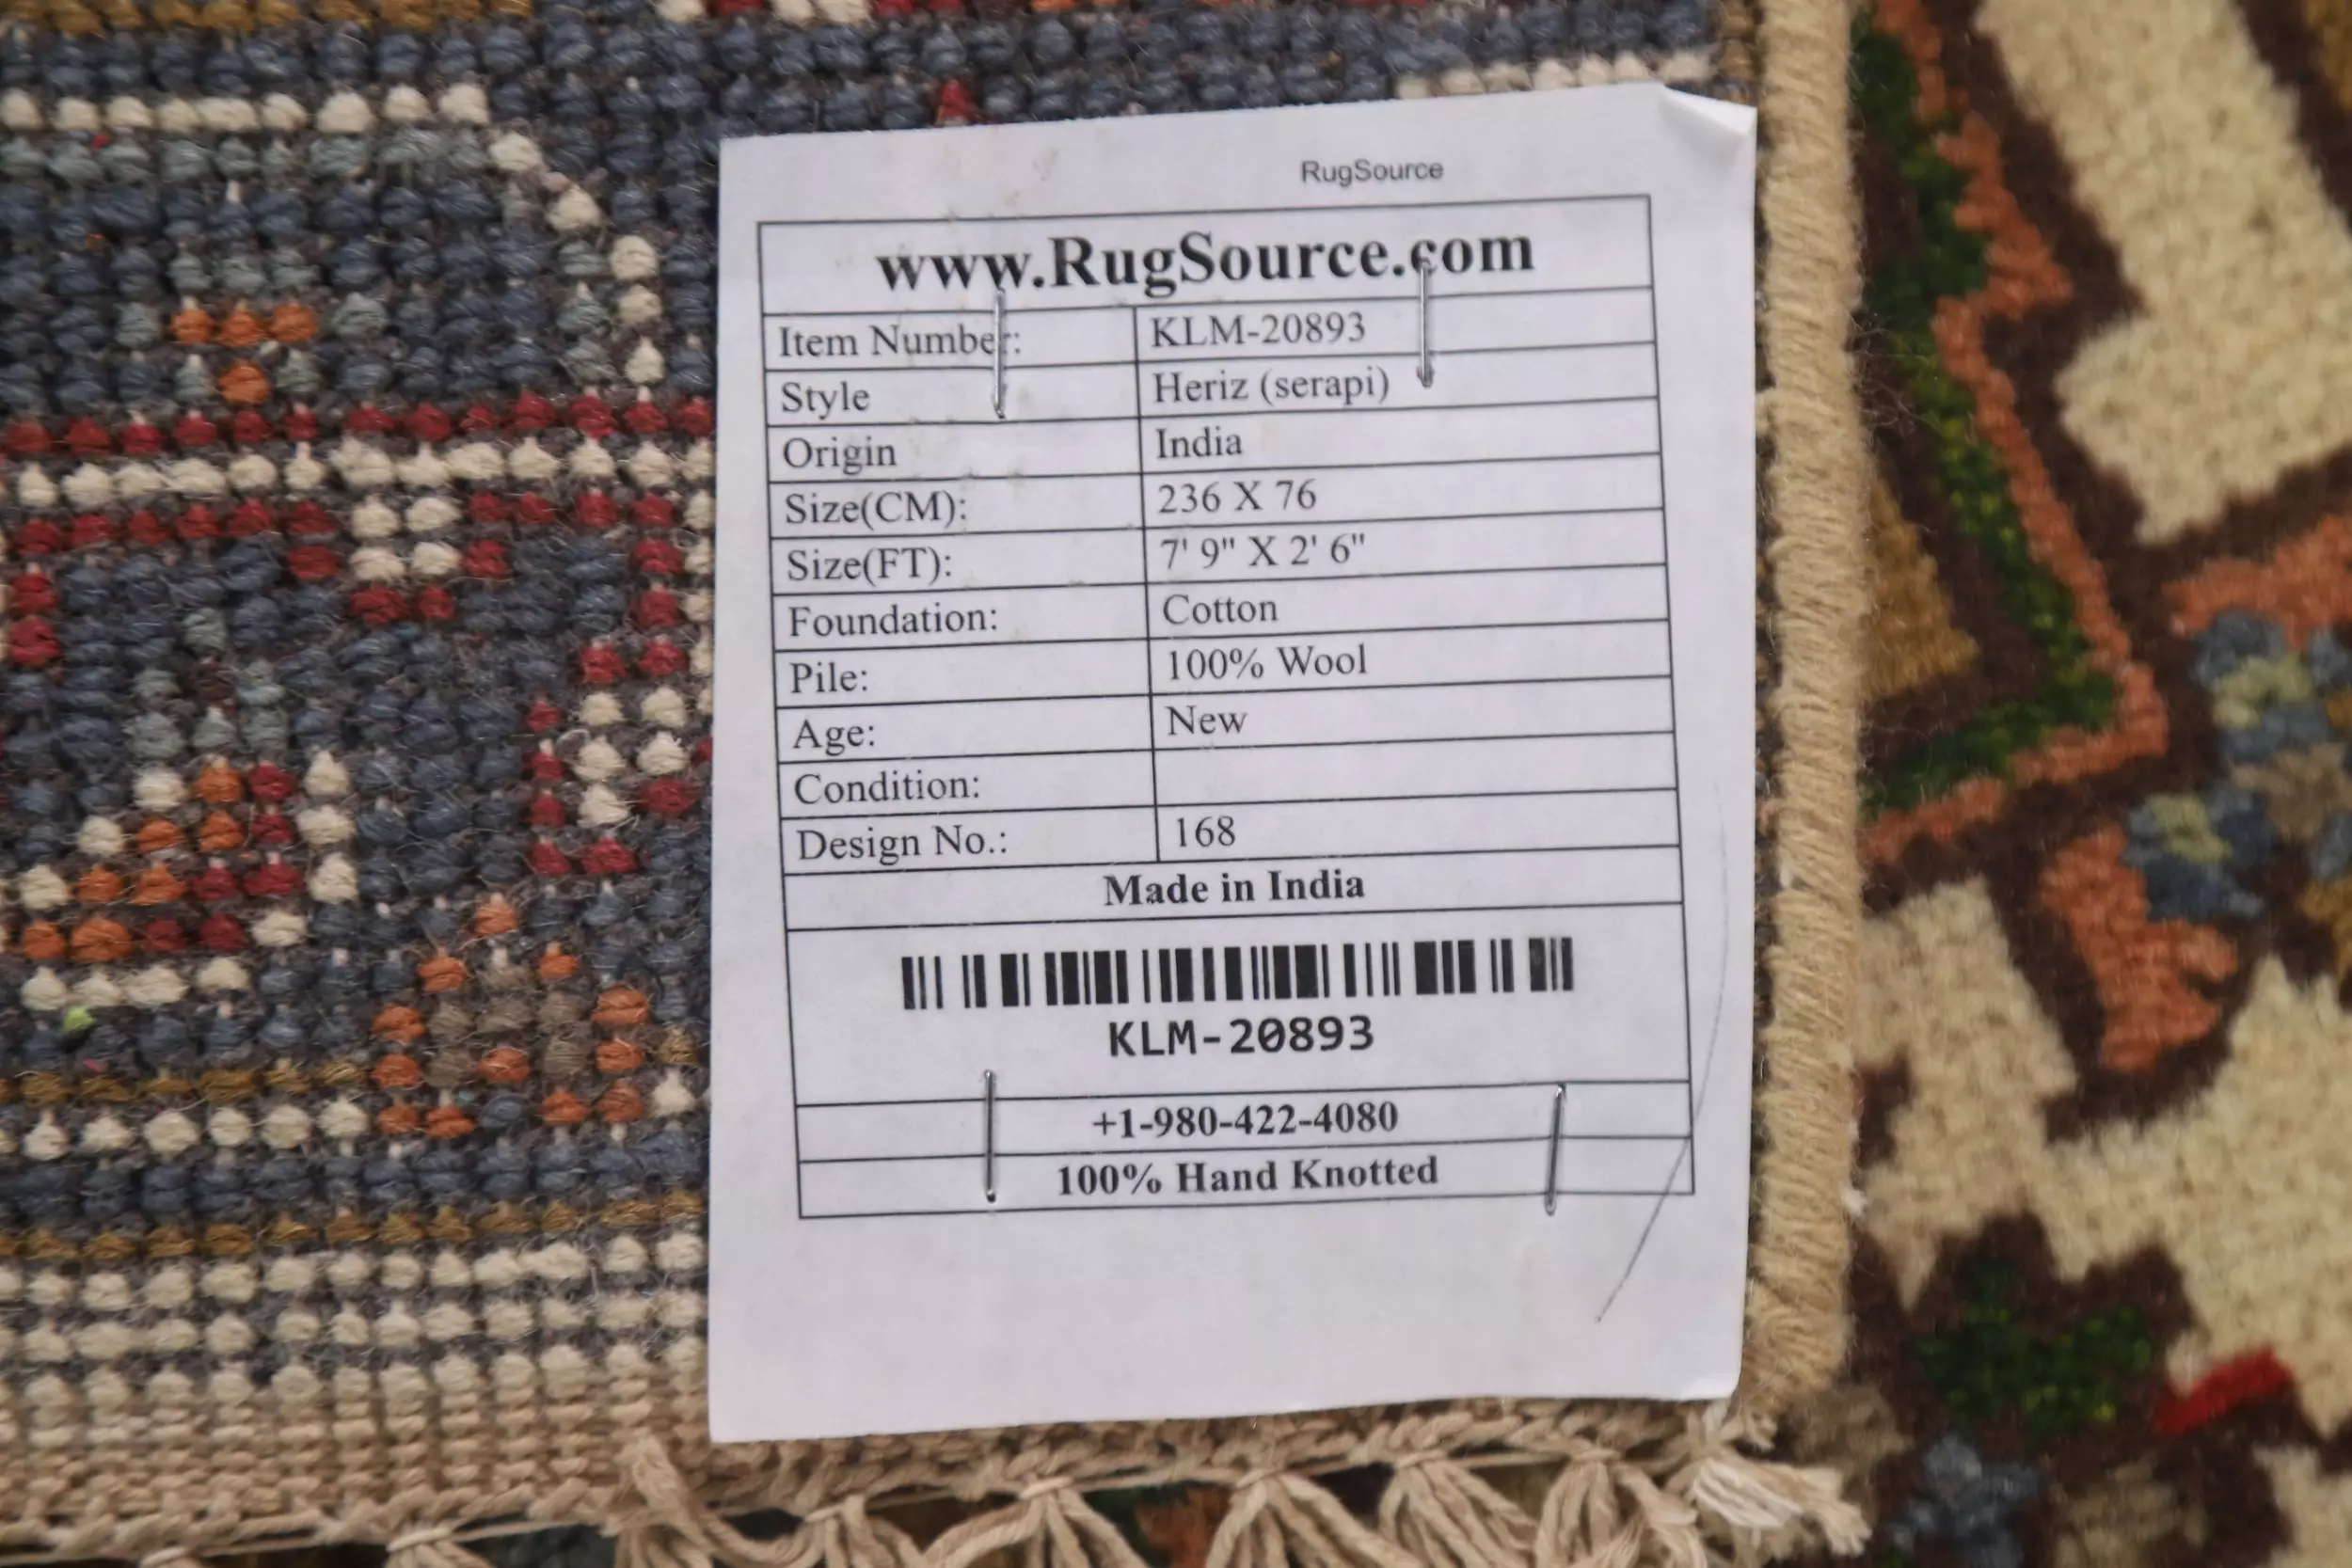 RugSource
www.RugSource.com
Item Number: KLM-20893
Style Heriz (serapi)
Origin India
Size(CM): 236 X 76
Size(FT): 7' 9" X 2' 6"
Foundation: Cotton
Pile: 100% Wool
Age: New
Condition:
Design No.: 168
Made in India
KLM-20893
+1-980-422-4080
100% Hand Knotted